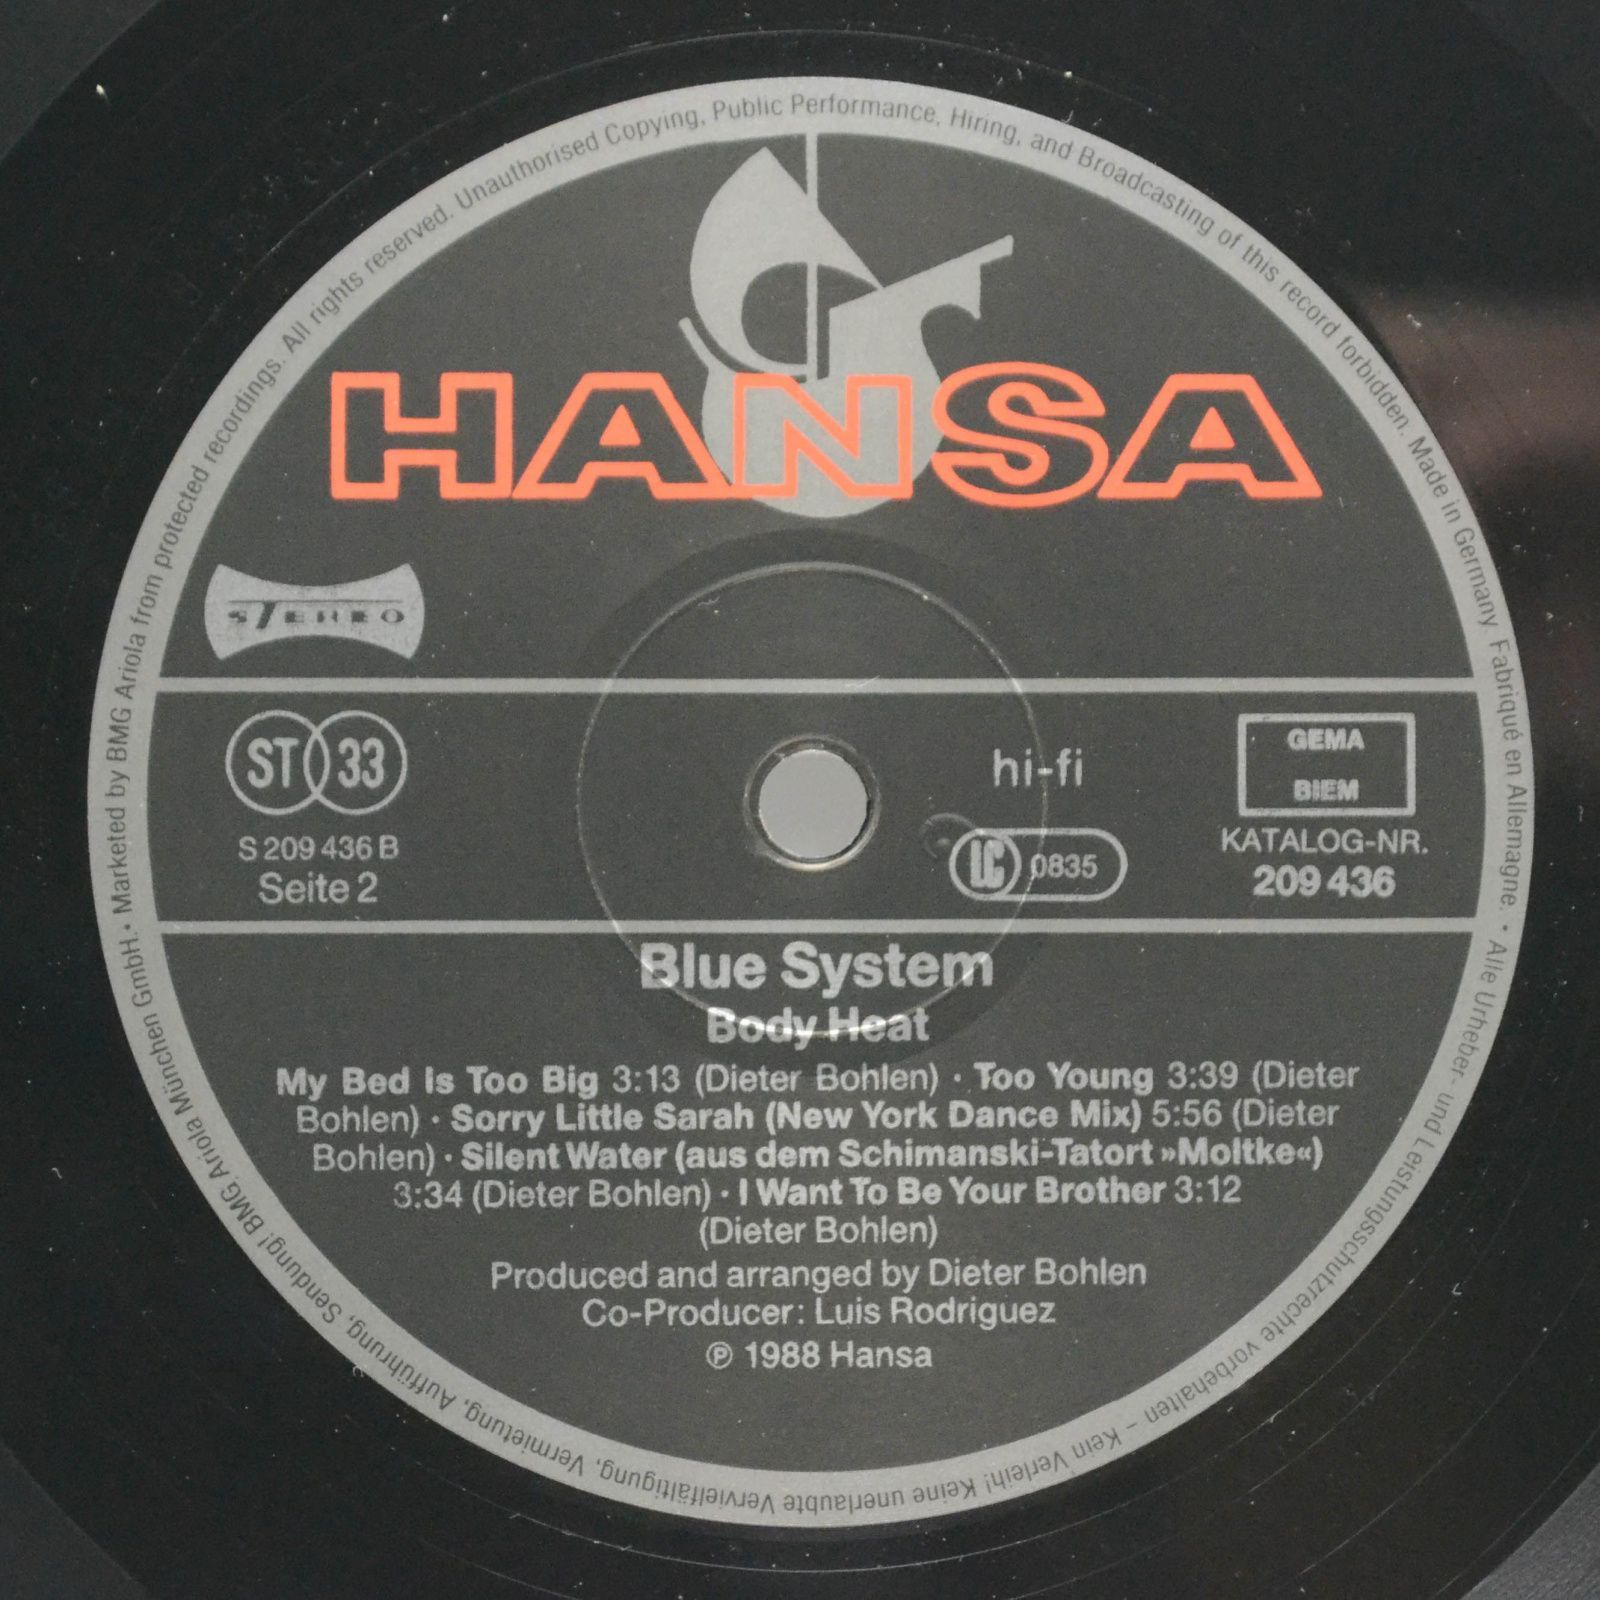 Marketed by BMG Ariola from protected recordings. All rights reserved. Unauthorised Copying, Public Performance, Hiring, and Broadcasting of this record forbidden. Made in Germany. Fabriqué en Allemagne. •
Alle Urheber- und Leistungsschutzrechte vorbehalten – Kein Verleih! Keine unerlaubte Vervielfältigung, Vermietung, Aufführung, Sendung! BMG Ariola München GmbH. •
HANSA
STEREO
ST 33
S 209 436 B
Seite 2
hi-fi
LC 0835
GEMA
BIEM
KATALOG-NR.
209 436
Blue System
Body Heat
My Bed Is Too Big 3:13 (Dieter Bohlen) · Too Young 3:39 (Dieter
Bohlen) · Sorry Little Sarah (New York Dance Mix) 5:56 (Dieter
Bohlen) · Silent Water (aus dem Schimanski-Tatort »Moltke«)
3:34 (Dieter Bohlen) · I Want To Be Your Brother 3:12
(Dieter Bohlen)
Produced and arranged by Dieter Bohlen
Co-Producer: Luis Rodriguez
℗ 1988 Hansa